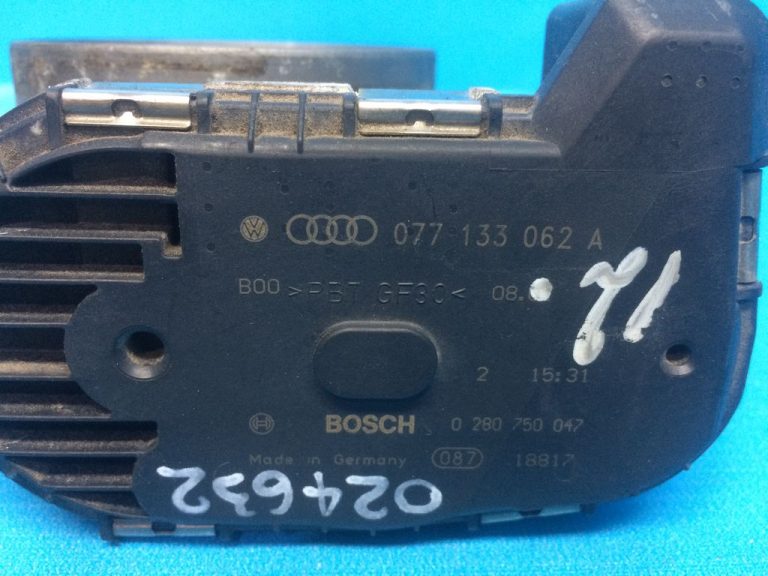 077 133 062 A
B00 >PBT GF30< 08.
2 15:31
BOSCH 0 280 750 047
Made in Germany 087 18817
024632